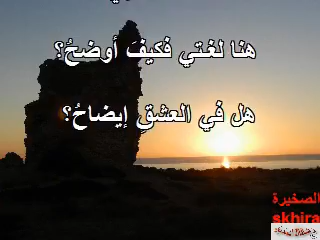 هنا لغتي فكيفَ أوضحُ؟
هل في العشقِ إيضاحُ؟
الصخيرة
skhira